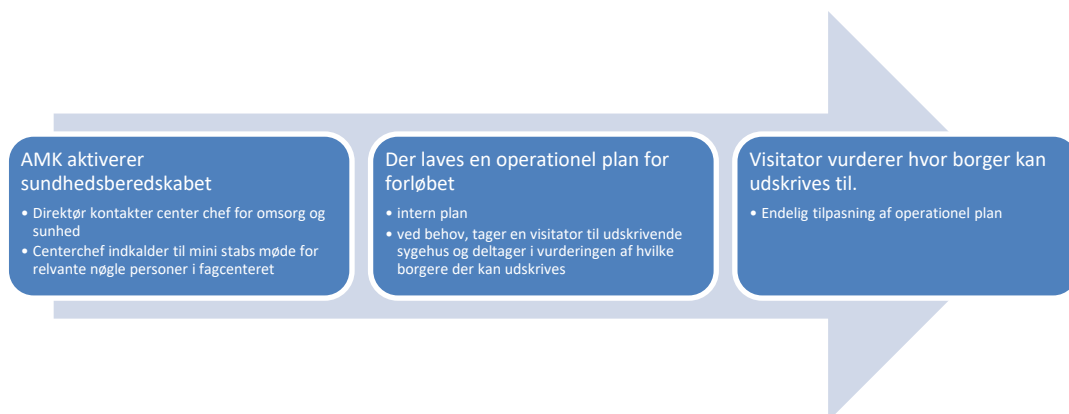 AMK aktiverer
sundhedsberedskabet
• Direktør kontakter center chef for omsorg og
sunhed
• Centerchef indkalder til mini stabs møde for
relvante nøgle personer i fagcenteret
Der laves en operationel plan for
forløbet
• intern plan
• ved behov, tager en visitator til udskrivende
sygehus og deltager i vurderingen af hvilke
borgere der kan udskrives
Visitator vurderer hvor borger kan
udskrives til.
• Endelig tilpasning af operationel plan